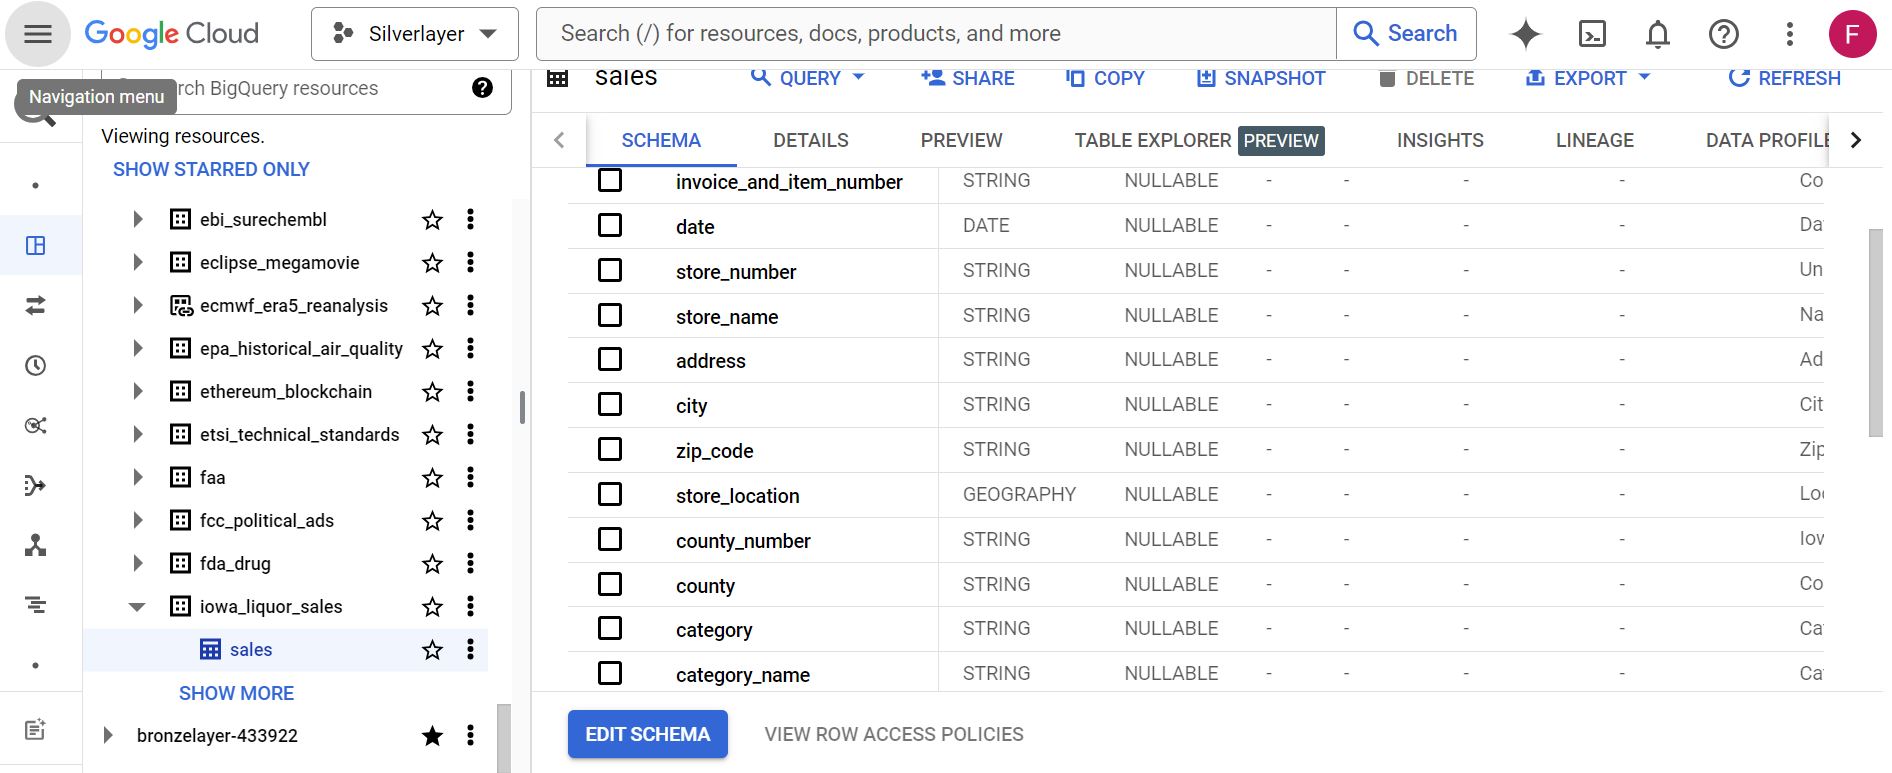 Google Cloud
Silverlayer
Search (/) for resources, docs, products, and more
Search
F
Navigation menu
BigQuery resources
Viewing resources.
SHOW STARRED ONLY
ebi_surechembl
eclipse_megamovie
ecmwf_era5_reanalysis
epa_historical_air_quality
ethereum_blockchain
etsi_technical_standards
faa
fcc_political_ads
fda_drug
iowa_liquor_sales
sales
SHOW MORE
bronzelayer-433922
sales
QUERY
SHARE
COPY
SNAPSHOT
DELETE
EXPORT
REFRESH
SCHEMA
DETAILS
PREVIEW
TABLE EXPLORER PREVIEW
INSIGHTS
LINEAGE
DATA PROFILE
invoice_and_item_number STRING NULLABLE - - - - Co
date DATE NULLABLE - - - - Da
store_number STRING NULLABLE - - - - Un
store_name STRING NULLABLE - - - - Na
address STRING NULLABLE - - - - Ad
city STRING NULLABLE - - - - Cit
zip_code STRING NULLABLE - - - - Zip
store_location GEOGRAPHY NULLABLE - - - - Loc
county_number STRING NULLABLE - - - - Iow
county STRING NULLABLE - - - - Co
category STRING NULLABLE - - - - Ca
category_name STRING NULLABLE - - - - Ca
EDIT SCHEMA
VIEW ROW ACCESS POLICIES